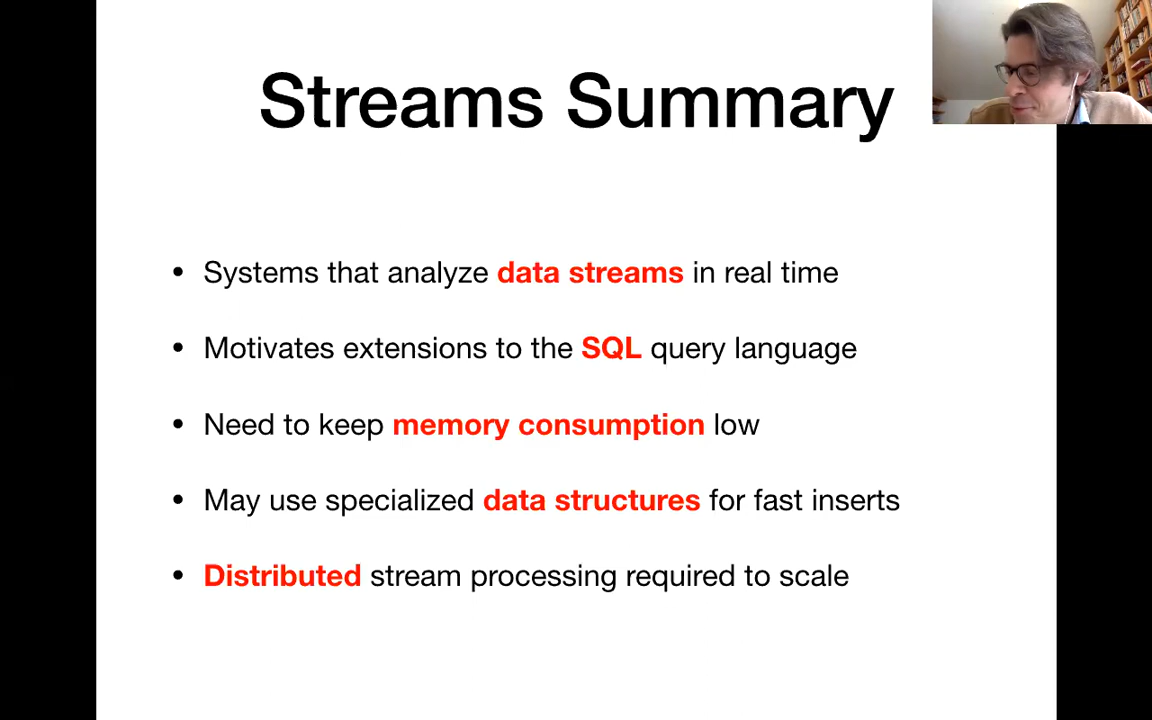 Streams Summary
• Systems that analyze data streams in real time
• Motivates extensions to the SQL query language
• Need to keep memory consumption low
• May use specialized data structures for fast inserts
• Distributed stream processing required to scale